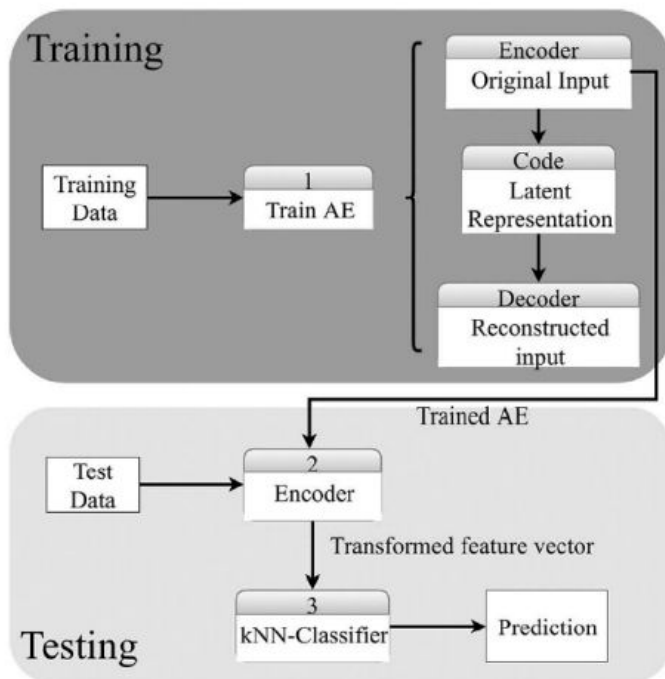 Training
Encoder
Original Input
Training
Data
1
Train AE
Code
Latent
Representation
Decoder
Reconstructed
input
Trained AE
Test
Data
2
Encoder
Transformed feature vector
3
kNN-Classifier
Prediction
Testing